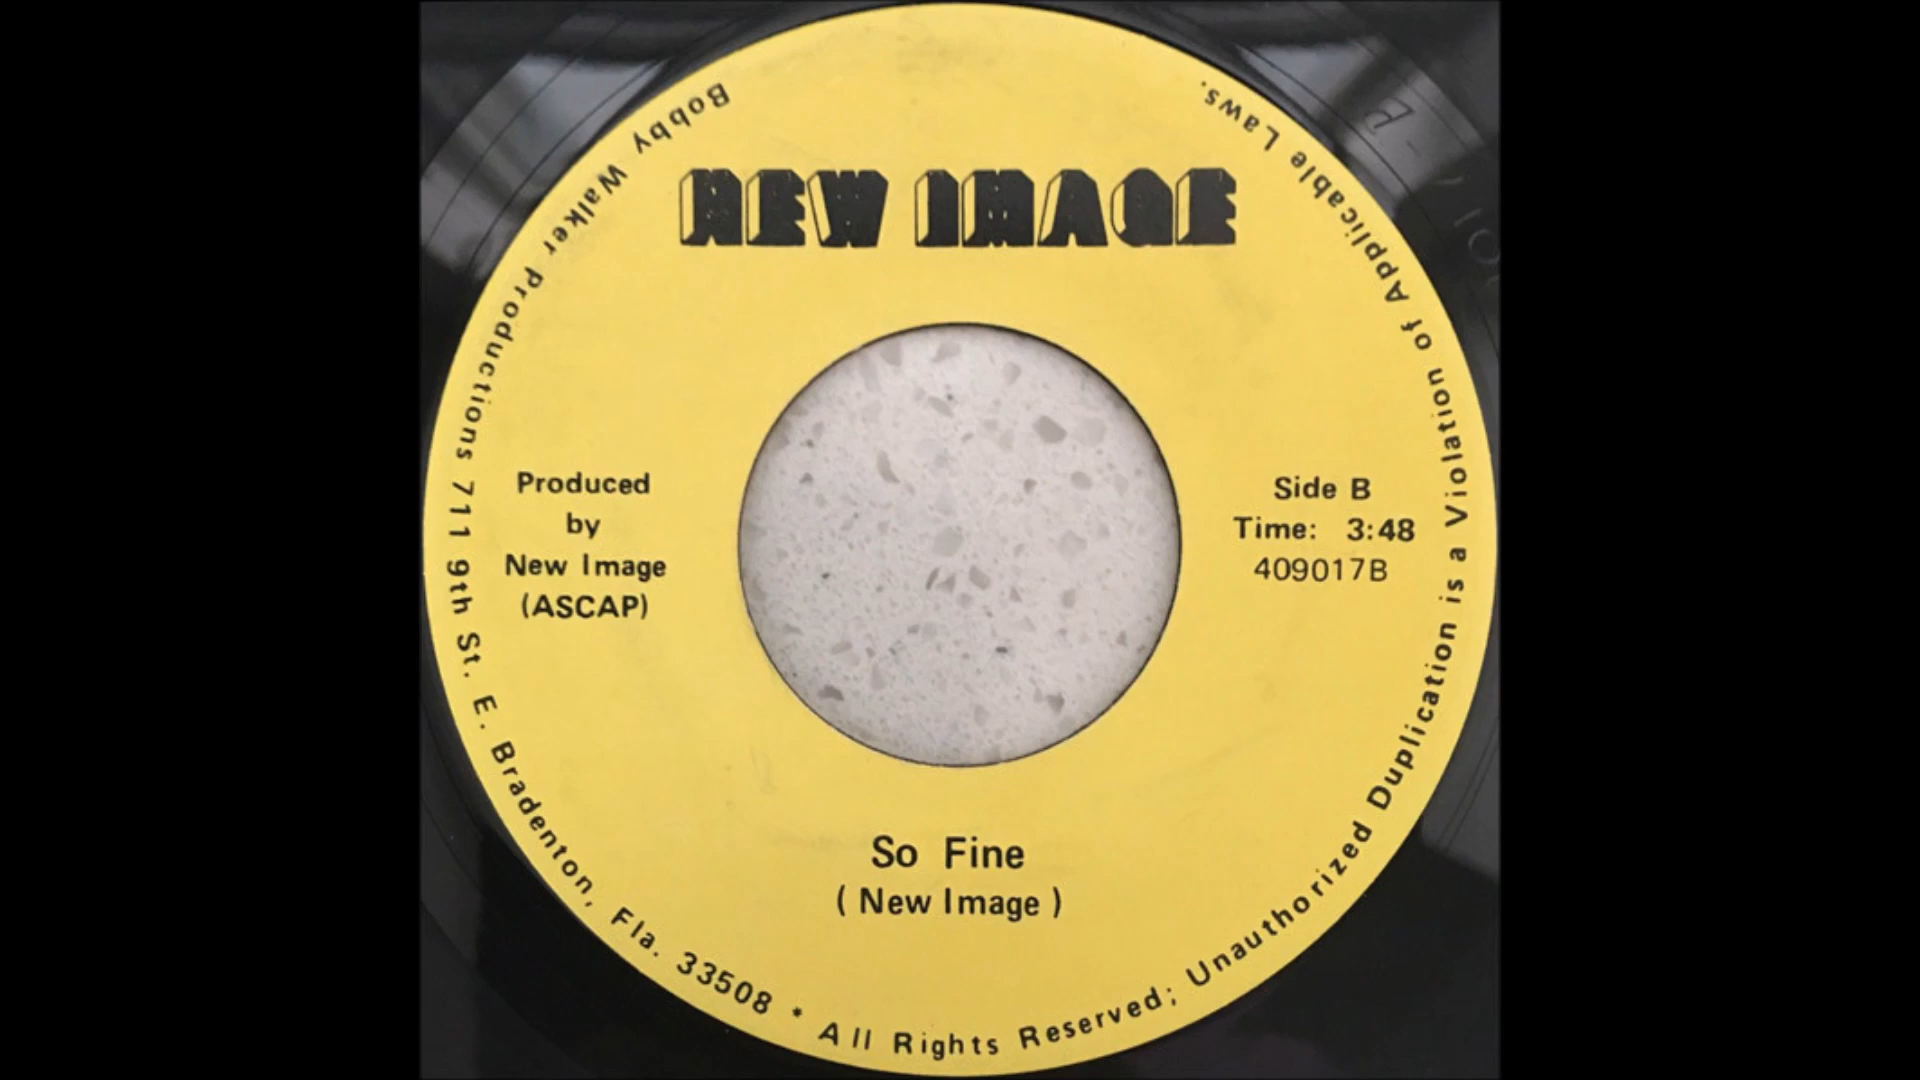 NEW IMAGE
Produced
by
New Image
(ASCAP)
Side B
Time: 3:48
409017B
So Fine
( New Image )
Bobby Walker Productions 711 9th St. E. Bradenton, Fla. 33508 * All Rights Reserved; Unauthorized Duplication is a Violation of Applicable Laws.